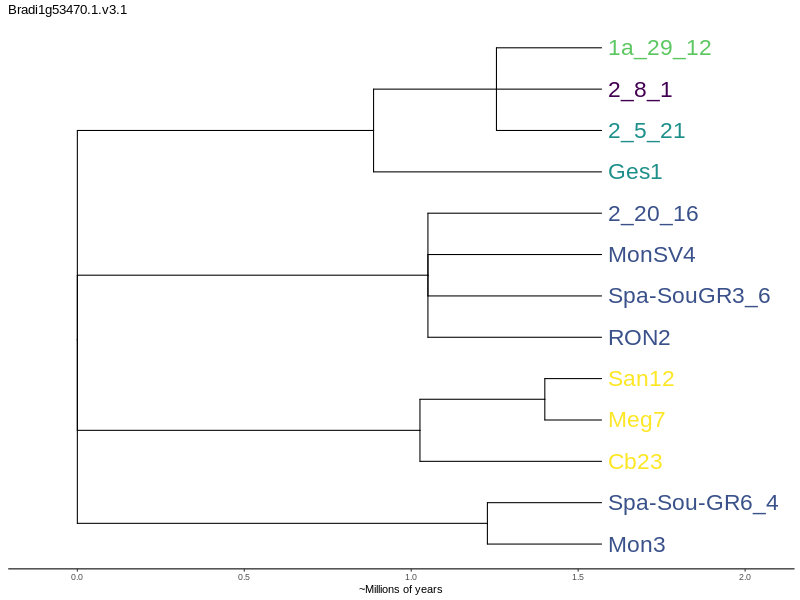 Bradi1g53470.1.v3.1
1a_29_12
2_8_1
2_5_21
Ges1
2_20_16
MonSV4
Spa-SouGR3_6
RON2
San12
Meg7
Cb23
Spa-Sou-GR6_4
Mon3
0.0 0.5 1.0 1.5 2.0
~Millions of years